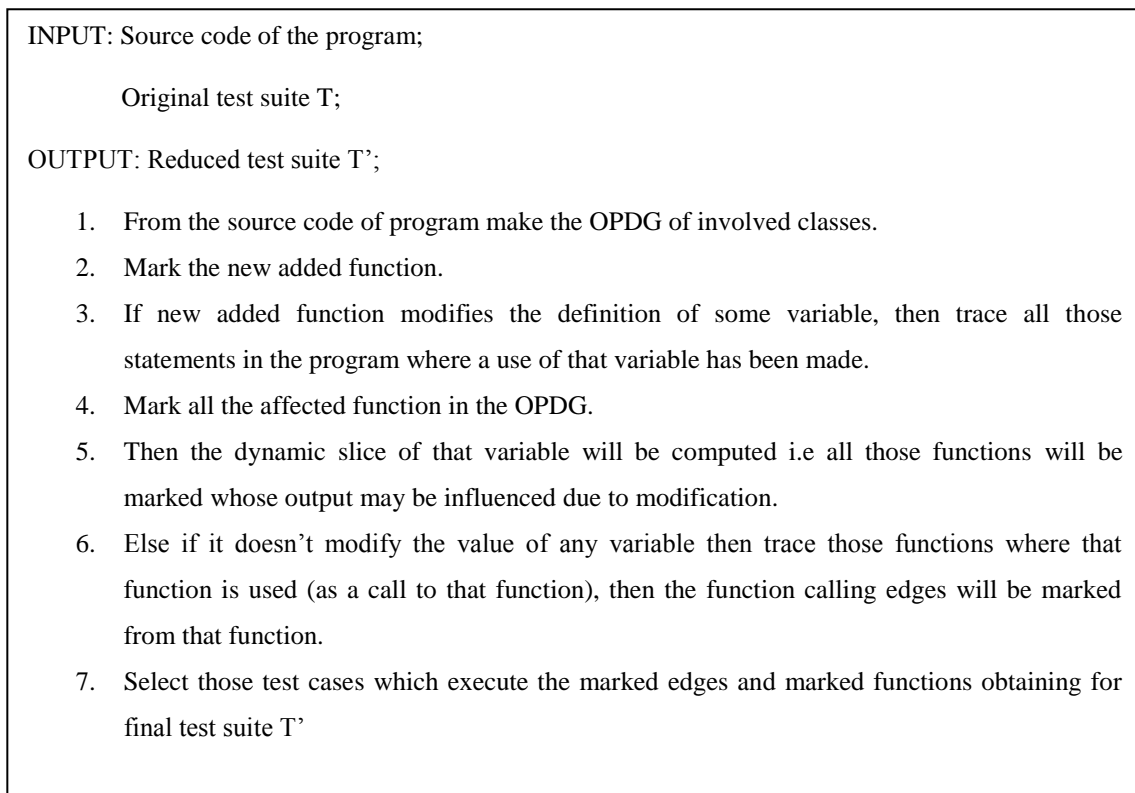 INPUT: Source code of the program;
Original test suite T;
OUTPUT: Reduced test suite T’;
1. From the source code of program make the OPDG of involved classes.
2. Mark the new added function.
3. If new added function modifies the definition of some variable, then trace all those
statements in the program where a use of that variable has been made.
4. Mark all the affected function in the OPDG.
5. Then the dynamic slice of that variable will be computed i.e all those functions will be
marked whose output may be influenced due to modification.
6. Else if it doesn’t modify the value of any variable then trace those functions where that
function is used (as a call to that function), then the function calling edges will be marked
from that function.
7. Select those test cases which execute the marked edges and marked functions obtaining for
final test suite T’